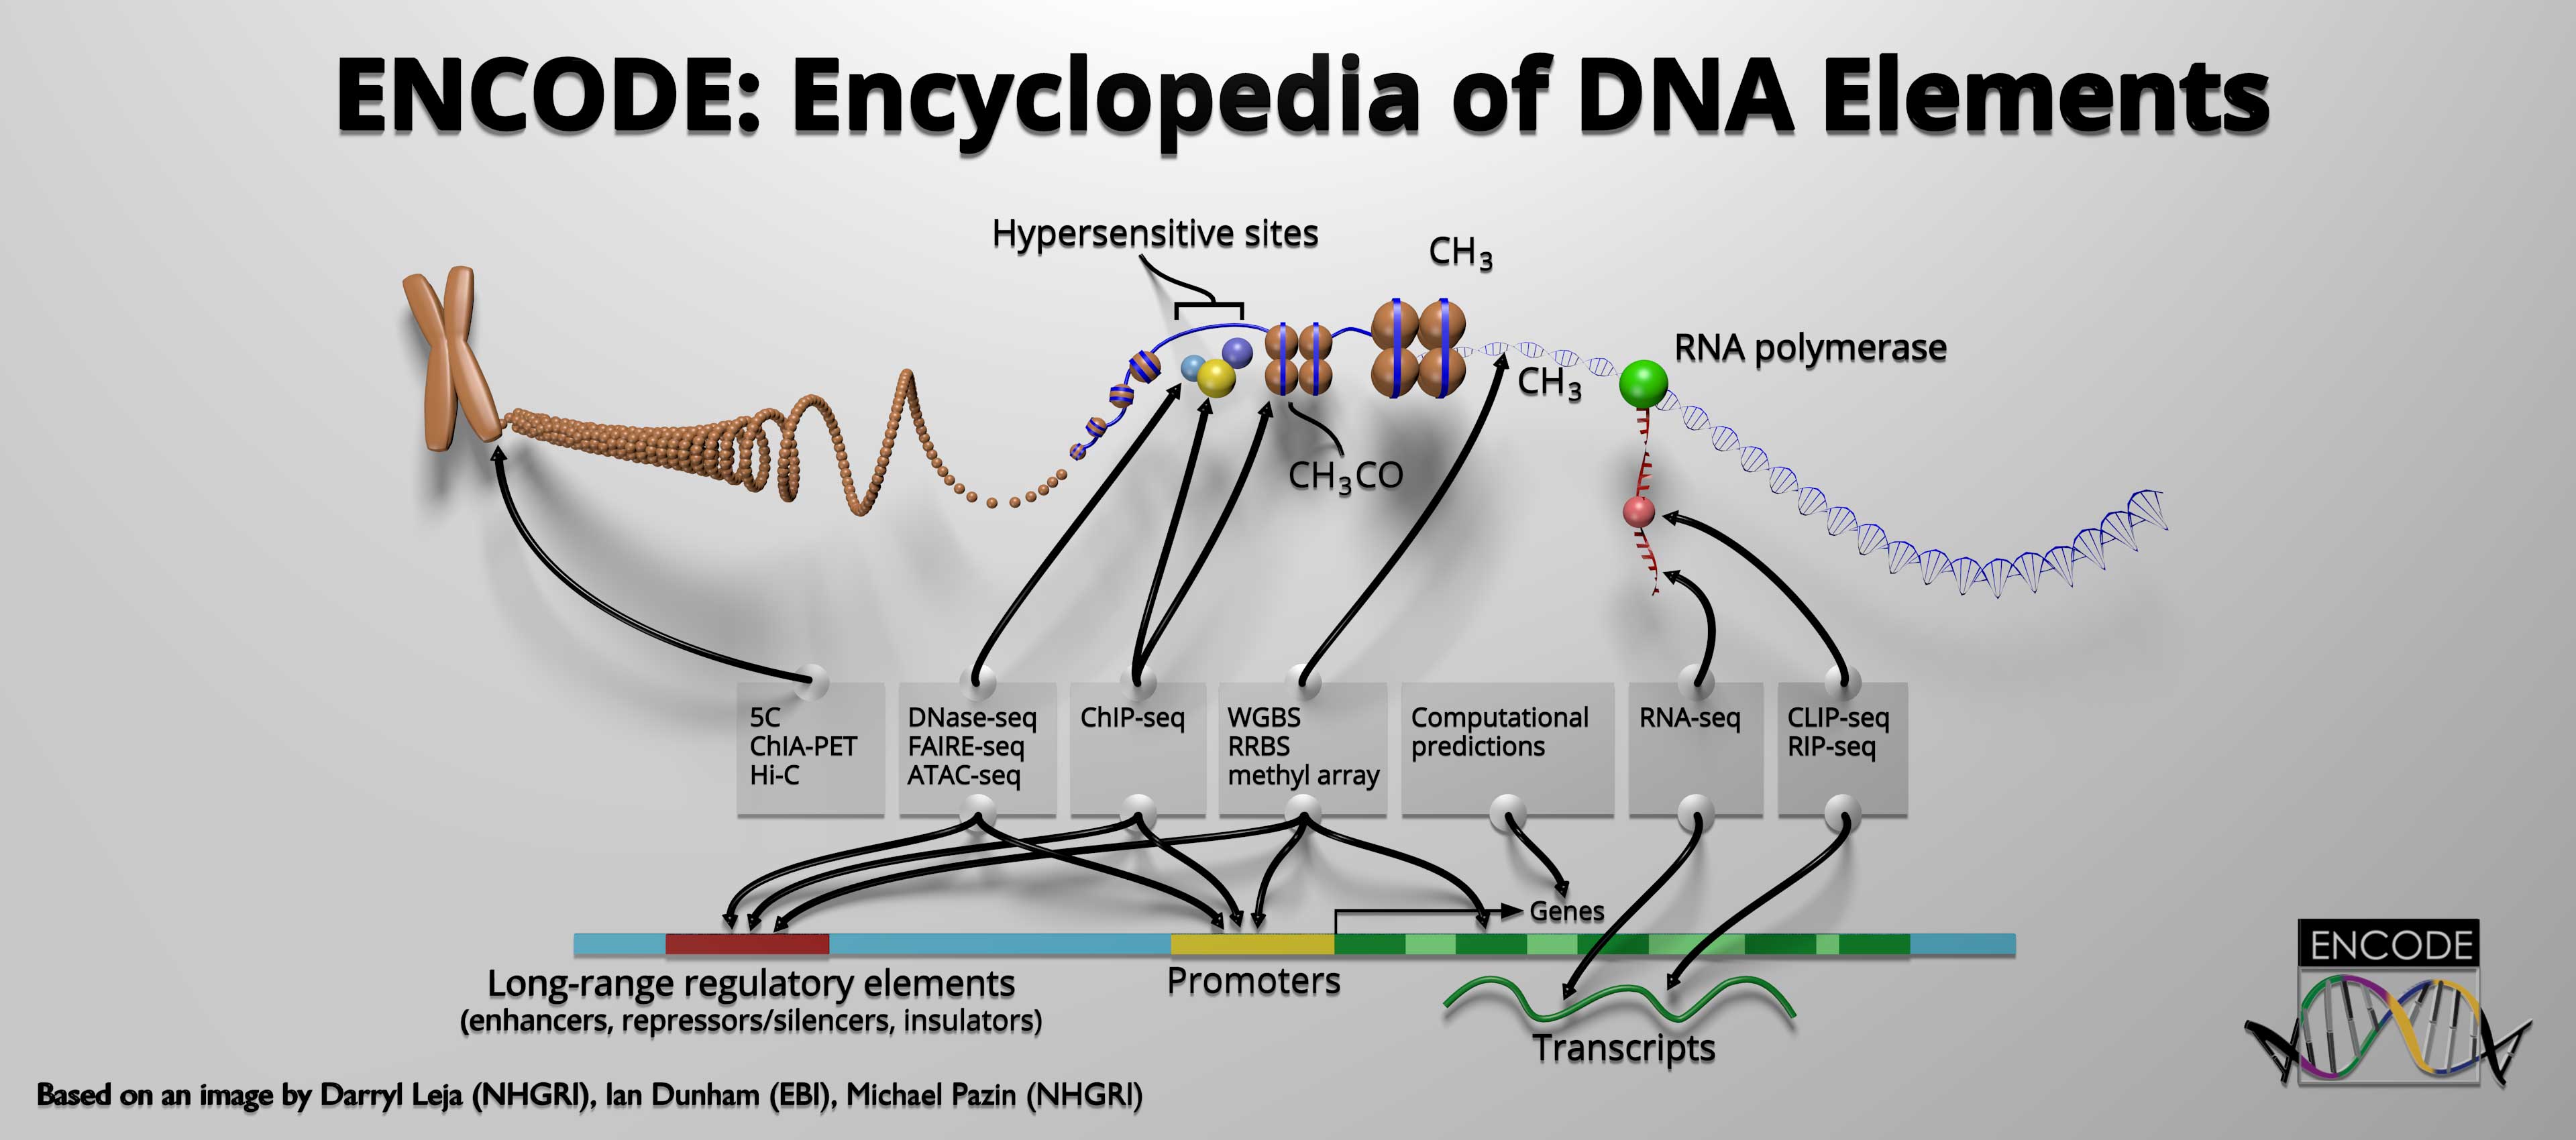 ENCODE: Encyclopedia of DNA Elements
Hypersensitive sites
CH₃
RNA polymerase
CH₃
CH₃CO
5C
ChIA-PET
Hi-C
DNase-seq
FAIRE-seq
ATAC-seq
ChIP-seq
WGBS
RRBS
methyl array
Computational
predictions
RNA-seq
CLIP-seq
RIP-seq
Genes
Long-range regulatory elements
(enhancers, repressors/silencers, insulators)
Promoters
Transcripts
ENCODE
Based on an image by Darryl Leja (NHGRI), Ian Dunham (EBI), Michael Pazin (NHGRI)